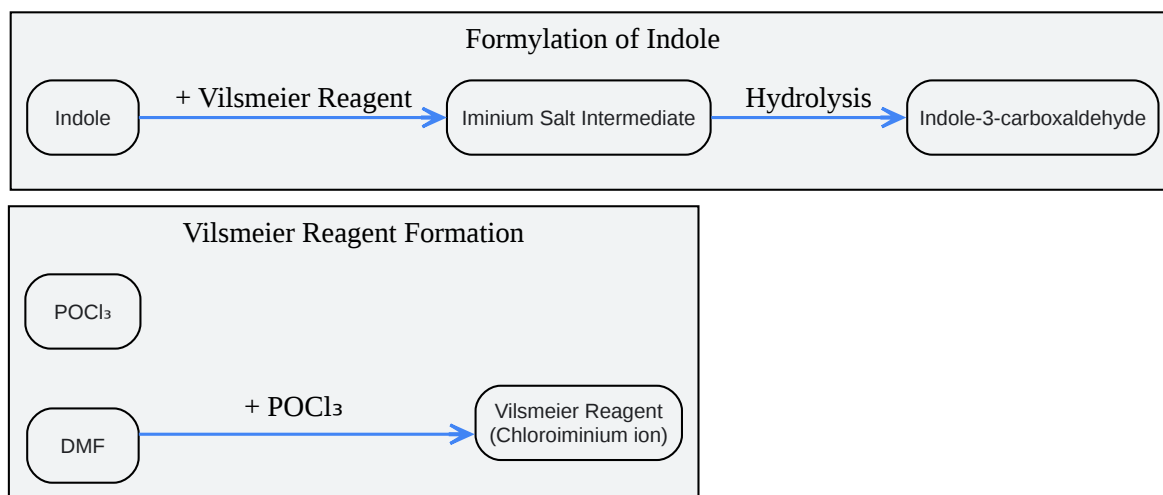 Formylation of Indole
+ Vilsmeier Reagent
Hydrolysis
Indole
Iminium Salt Intermediate
Indole-3-carboxaldehyde
Vilsmeier Reagent Formation
POCl₃
+ POCl₃
DMF
Vilsmeier Reagent
(Chloroiminium ion)